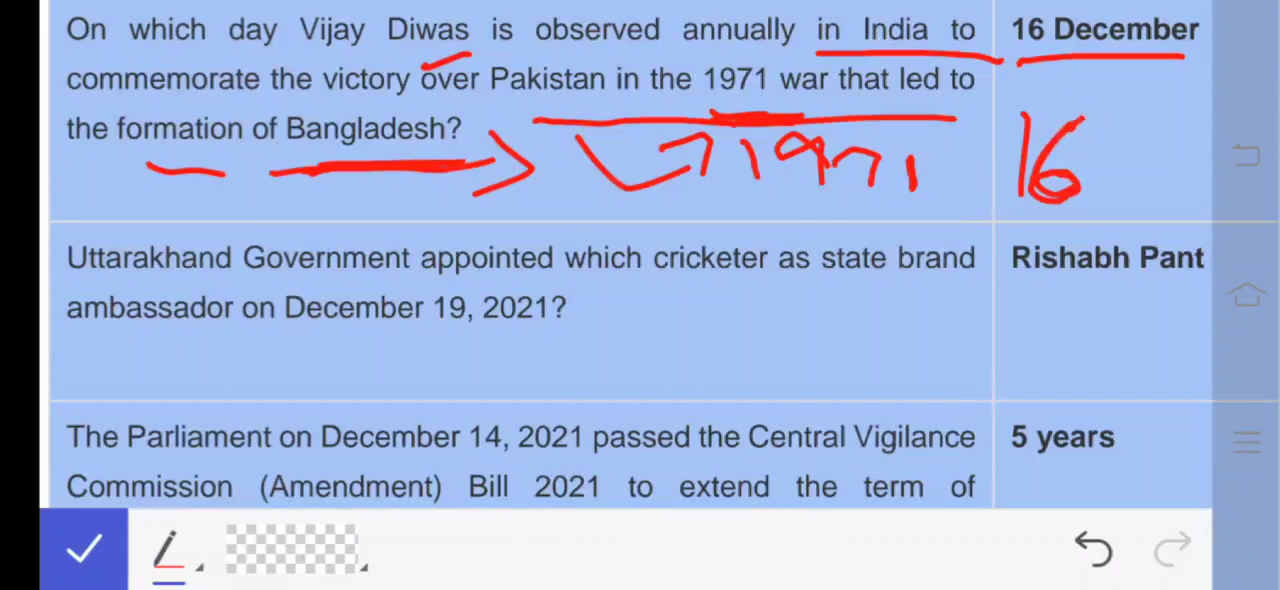 On which day Vijay Diwas is observed annually in India to
commemorate the victory over Pakistan in the 1971 war that led to
the formation of Bangladesh?
16 December
1971
16
Uttarakhand Government appointed which cricketer as state brand
ambassador on December 19, 2021?
Rishabh Pant
The Parliament on December 14, 2021 passed the Central Vigilance
Commission (Amendment) Bill 2021 to extend the term of
5 years